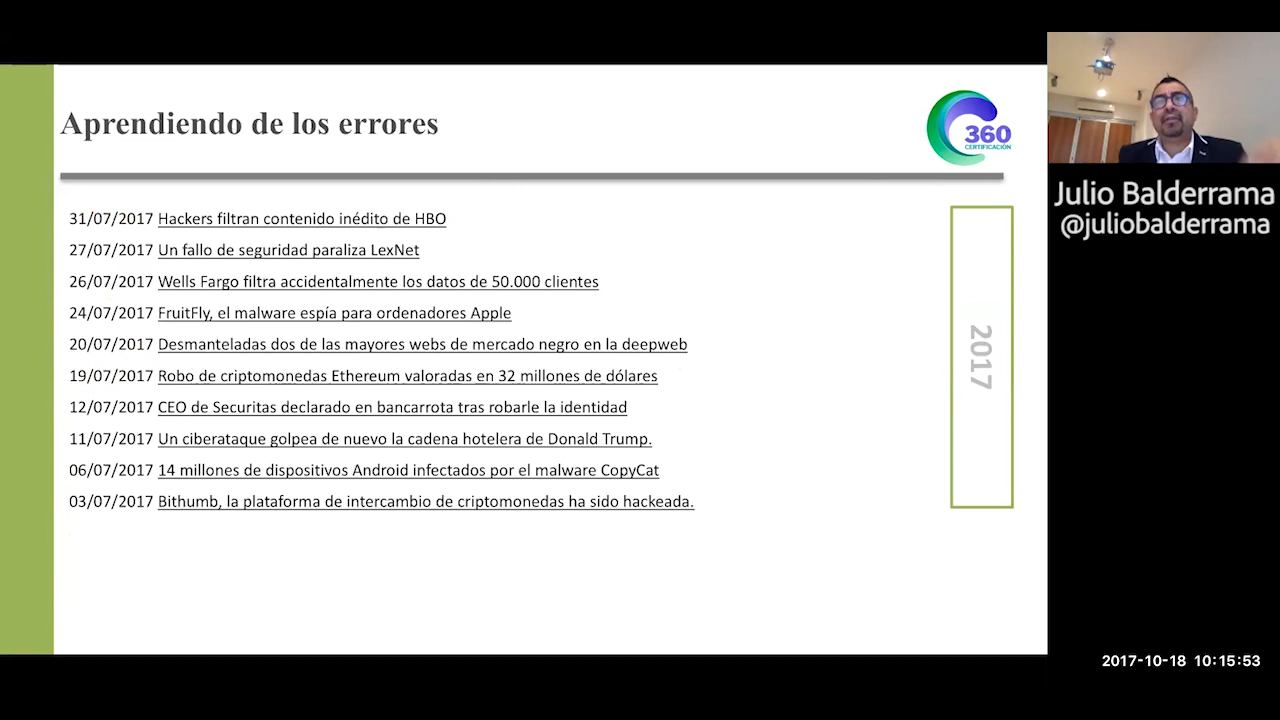 Aprendiendo de los errores
360
CERTIFICACIÓN
31/07/2017 Hackers filtran contenido inédito de HBO
27/07/2017 Un fallo de seguridad paraliza LexNet
26/07/2017 Wells Fargo filtra accidentalmente los datos de 50.000 clientes
24/07/2017 FruitFly, el malware espía para ordenadores Apple
20/07/2017 Desmanteladas dos de las mayores webs de mercado negro en la deepweb
19/07/2017 Robo de criptomonedas Ethereum valoradas en 32 millones de dólares
12/07/2017 CEO de Securitas declarado en bancarrota tras robarle la identidad
11/07/2017 Un ciberataque golpea de nuevo la cadena hotelera de Donald Trump.
06/07/2017 14 millones de dispositivos Android infectados por el malware CopyCat
03/07/2017 Bithumb, la plataforma de intercambio de criptomonedas ha sido hackeada.
2017
Julio Balderrama
@juliobalderrama
2017-10-18 10:15:53